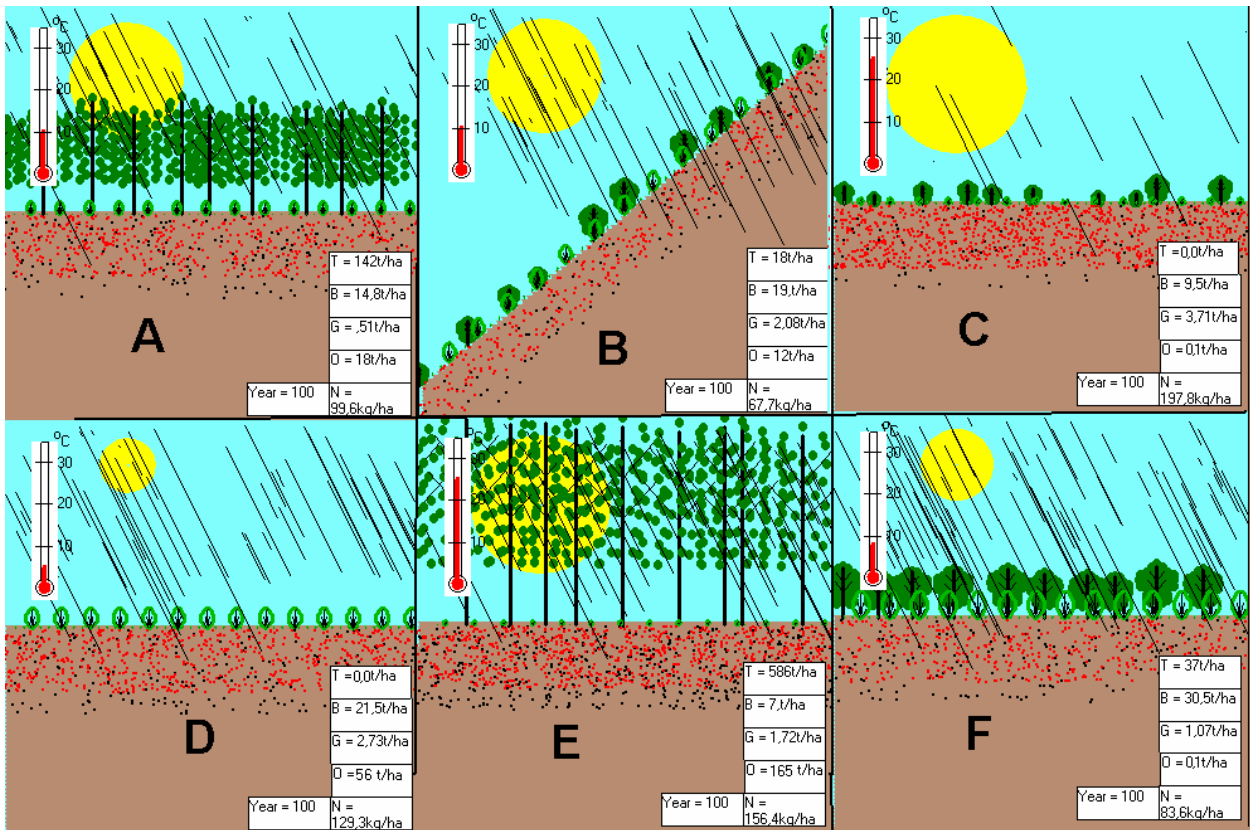 °C
30
20
10
T = 142t/ha
B = 14,8t/ha
G = ,51t/ha
O = 18t/ha
Year = 100
N =
99,6kg/ha
A
°C
30
20
10
T = 18t/ha
B = 19,t/ha
G = 2,08t/ha
O = 12t/ha
Year = 100
N =
67,7kg/ha
B
°C
30
20
10
T = 0,0t/ha
B = 9,5t/ha
G = 3,71t/ha
O = 0,1t/ha
Year = 100
N =
197,8kg/ha
C
°C
30
20
10
T =0,0t/ha
B = 21,5t/ha
G = 2,73t/ha
O =56 t/ha
Year = 100
N =
129,3kg/ha
D
10
T = 586t/ha
B = 7,t/ha
G = 1,72t/ha
O =165 t/ha
Year = 100
N =
156,4kg/ha
E
°C
30
20
10
T = 37t/ha
B = 30,5t/ha
G = 1,07t/ha
O = 0,1t/ha
Year = 100
N =
83,6kg/ha
F